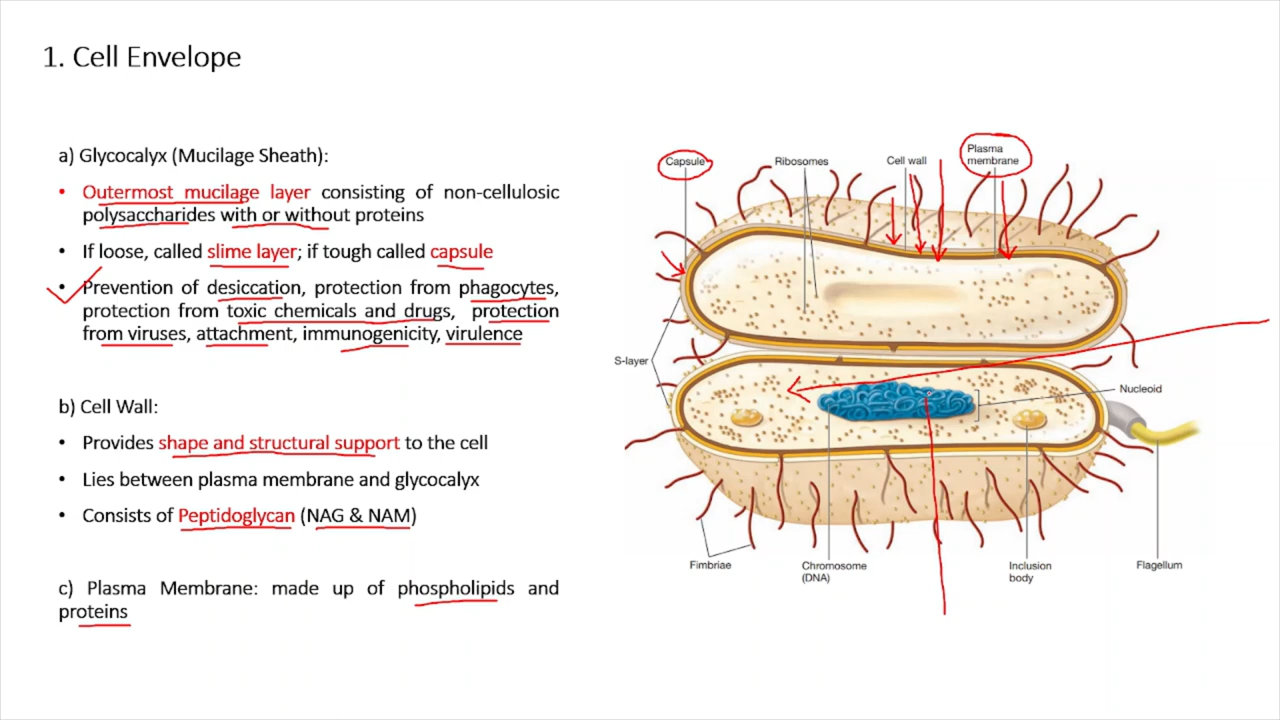 1. Cell Envelope
a) Glycocalyx (Mucilage Sheath):
• Outermost mucilage layer consisting of non-cellulosic
polysaccharides with or without proteins
• If loose, called slime layer; if tough called capsule
• Prevention of desiccation, protection from phagocytes,
protection from toxic chemicals and drugs, protection
from viruses, attachment, immunogenicity, virulence
b) Cell Wall:
• Provides shape and structural support to the cell
• Lies between plasma membrane and glycocalyx
• Consists of Peptidoglycan (NAG & NAM)
c) Plasma Membrane: made up of phospholipids and
proteins
Capsule
Ribosomes
Cell wall
Plasma
membrane
S-layer
Nucleoid
Fimbriae
Chromosome
(DNA)
Inclusion
body
Flagellum